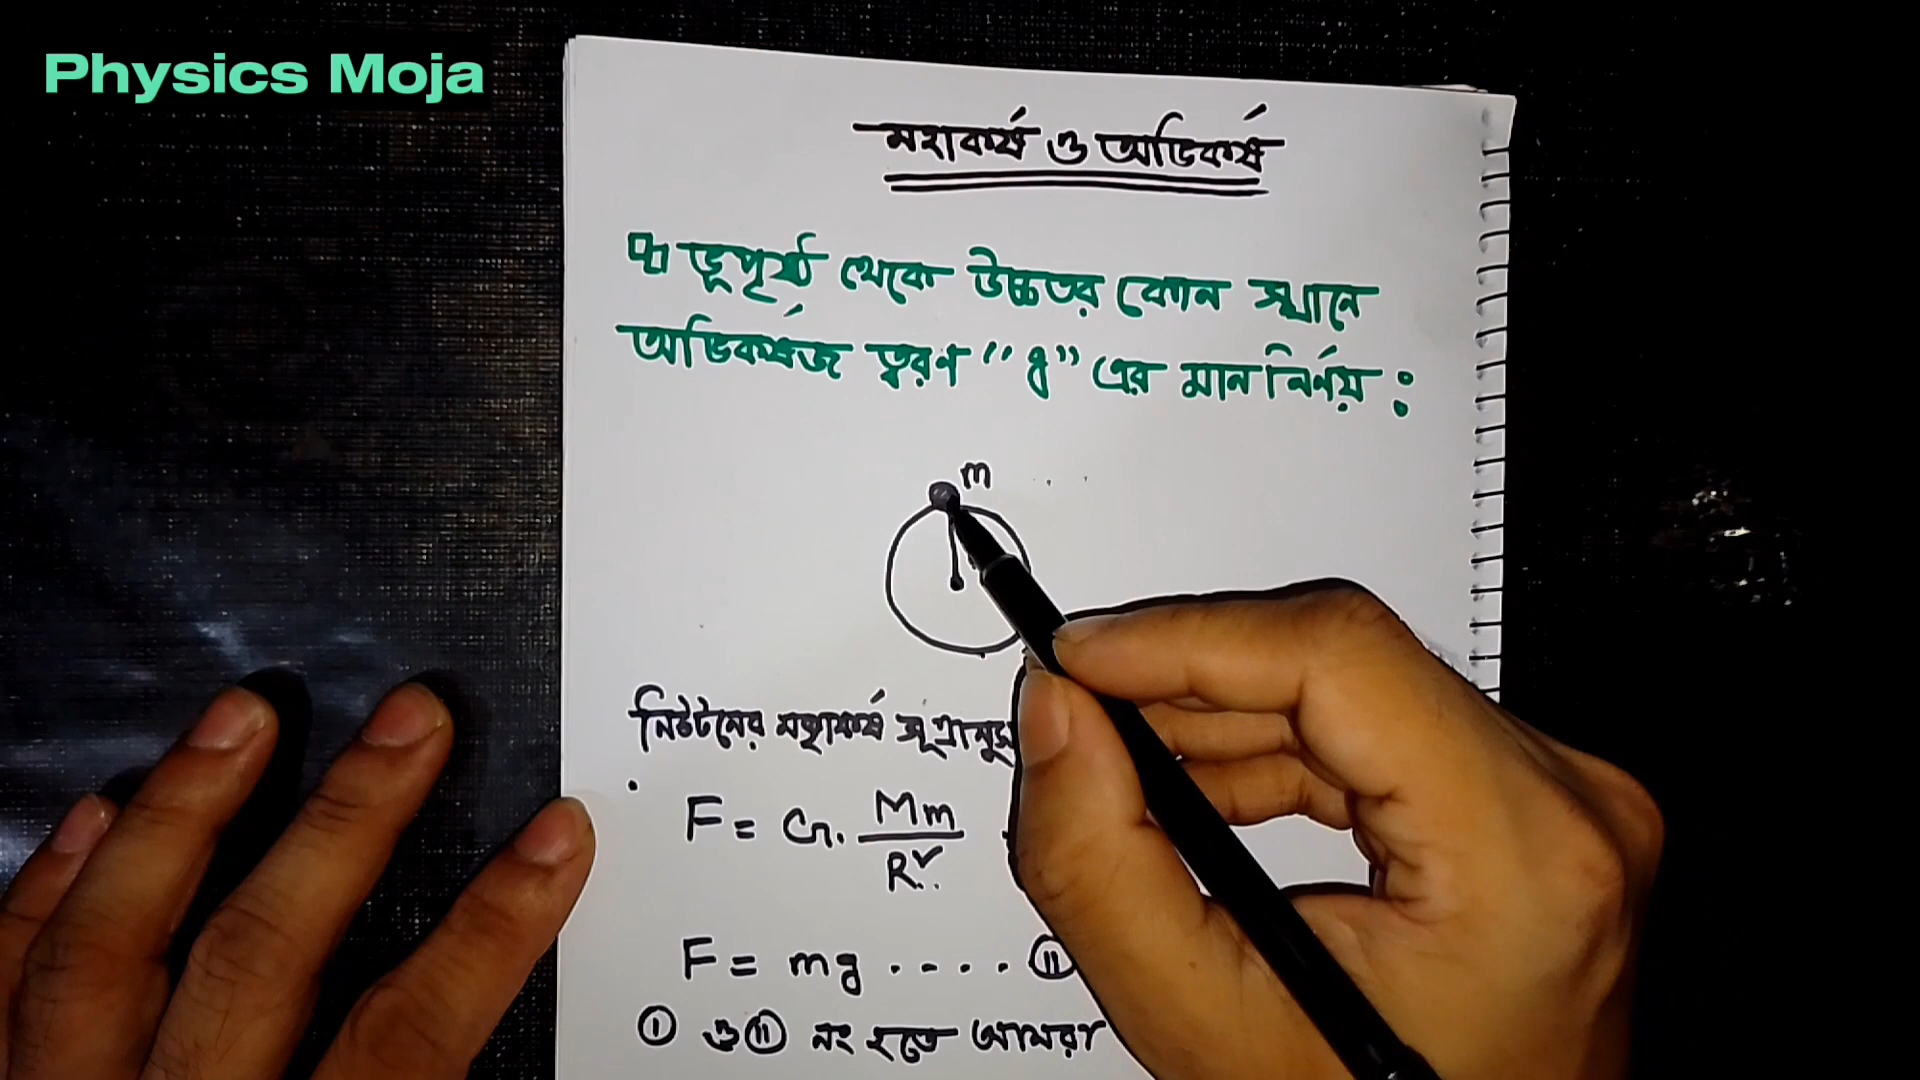 Physics Moja
মহাকর্ষ ও অভিকর্ষ
ভূপৃষ্ঠ থেকে উচ্চতর কোন স্থানে
অভিকর্ষজ ত্বরণ "g" এর মান নির্ণয় :
m
নিউটনের মহাকর্ষ সূত্রানুসা
F = G. Mm / R²
F = mg .... (ii)
(i) ও (ii) নং হতে আমরা